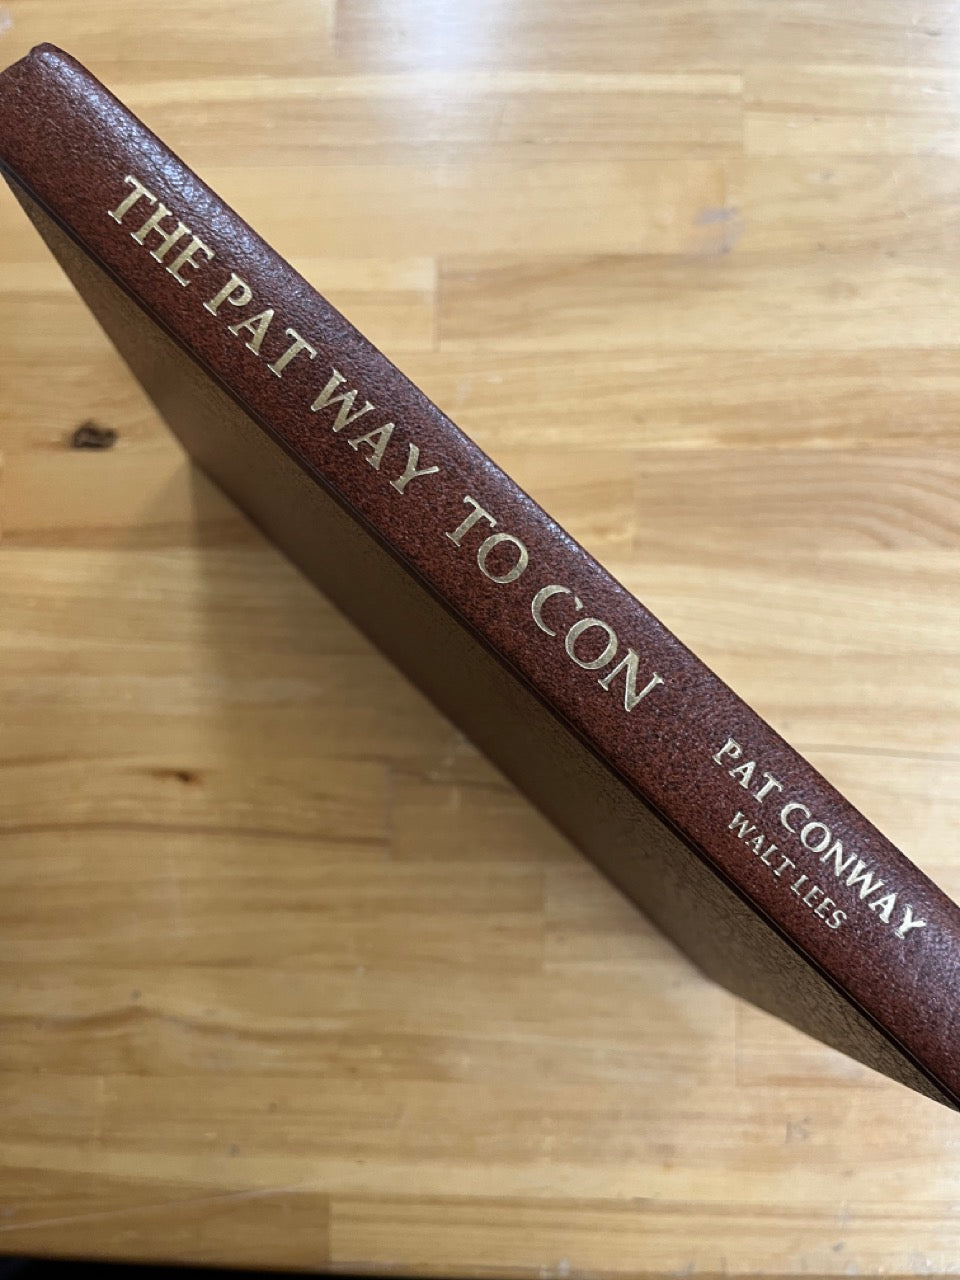 THE PAT WAY TO CON
PAT CONWAY
WALT LEES